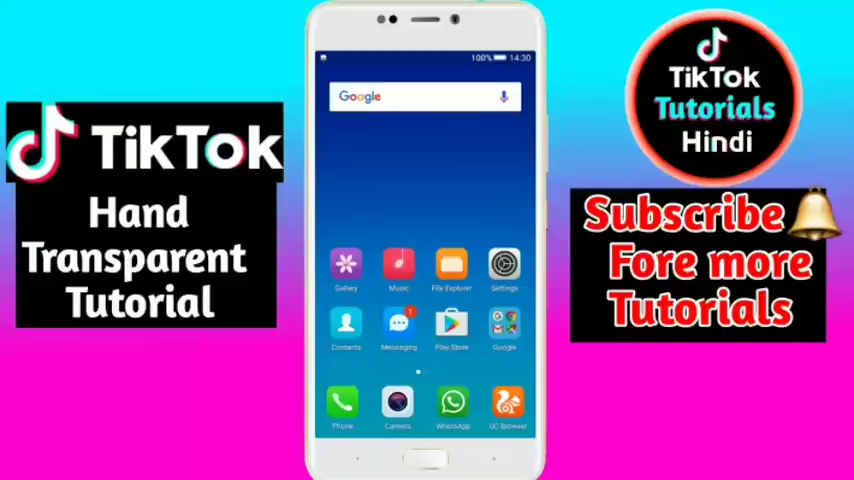 TikTok
Hand
Transparent
Tutorial
100% 14:30
Google
Gallery Music File Explorer Settings
1
Contacts Messaging Play Store Google
Phone Camera WhatsApp UC Browser
TikTok
Tutorials
Hindi
Subscribe
Fore more
Tutorials